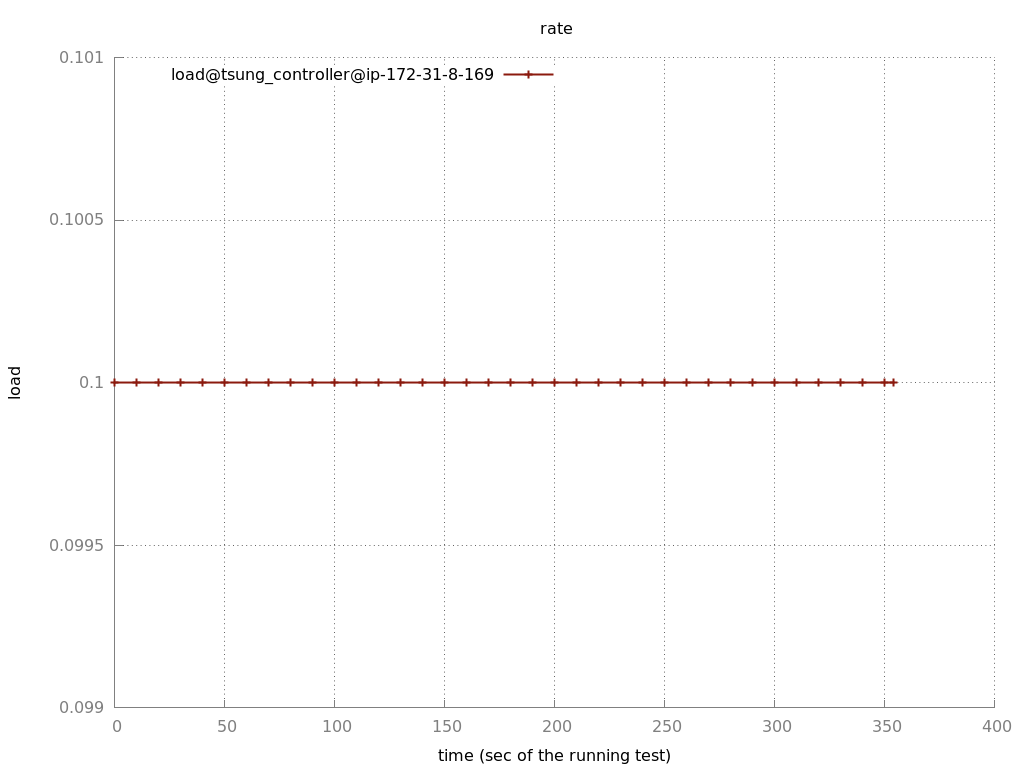 rate
load@tsung_controller@ip-172-31-8-169
0.101
0.1005
0.1
0.0995
0.099
load
0 50 100 150 200 250 300 350 400
time (sec of the running test)